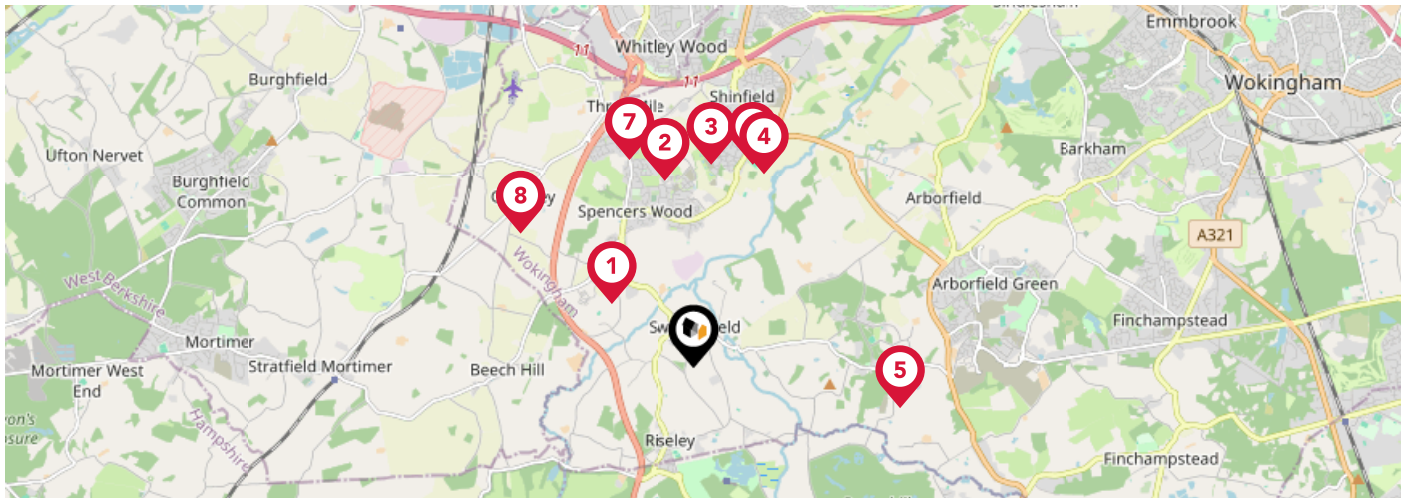 Emmbrook
11
Whitley Wood
11
Burghfield
Wokingham
Shinfield
7
3
2
4
Ufton Nervet
Barkham
Burghfield
Common
8
Arborfield
Spencers Wood
A321
1
Wokingham
West Berkshire
Arborfield Green
Finchampstead
Mortimer
Stratfield Mortimer
Beech Hill
Mortimer West
End
5
Hampshire
Riseley
Finchampstead